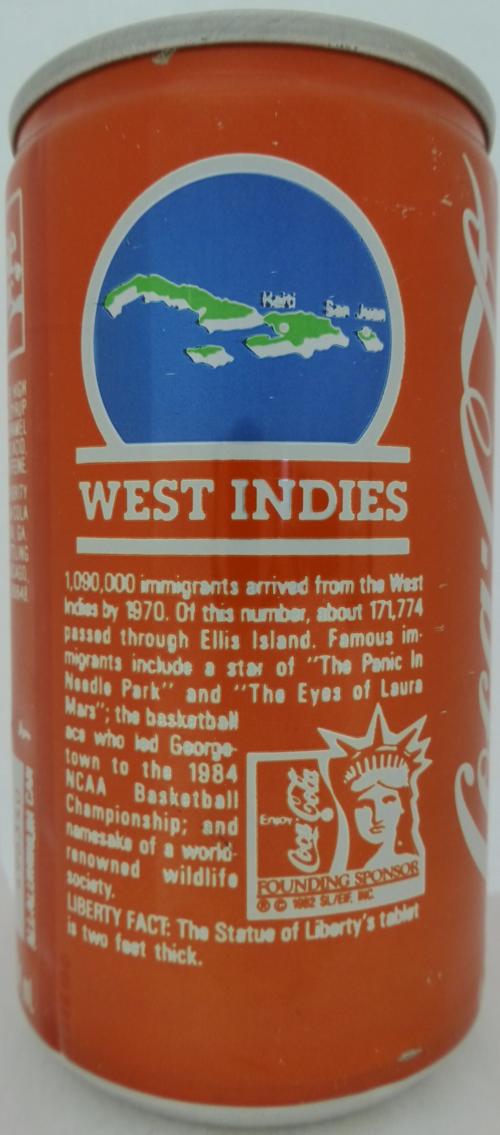 Haiti
San Juan
WEST INDIES
1,090,000 immigrants arrived from the West
Indies by 1970. Of this number, about 171,774
passed through Ellis Island. Famous im-
migrants include a star of "The Panic In
Needle Park" and "The Eyes of Laura
Mars"; the basketball
ace who led George-
town to the 1984
NCAA Basketball
Championship; and
namesake of a world-
renowned wildlife
society.
LIBERTY FACT: The Statue of Liberty's tablet
is two feet thick.
Enjoy
Coca-Cola
FOUNDING SPONSOR
® © 1982 SL/EIF, INC.
ALL ALUMINUM CAN